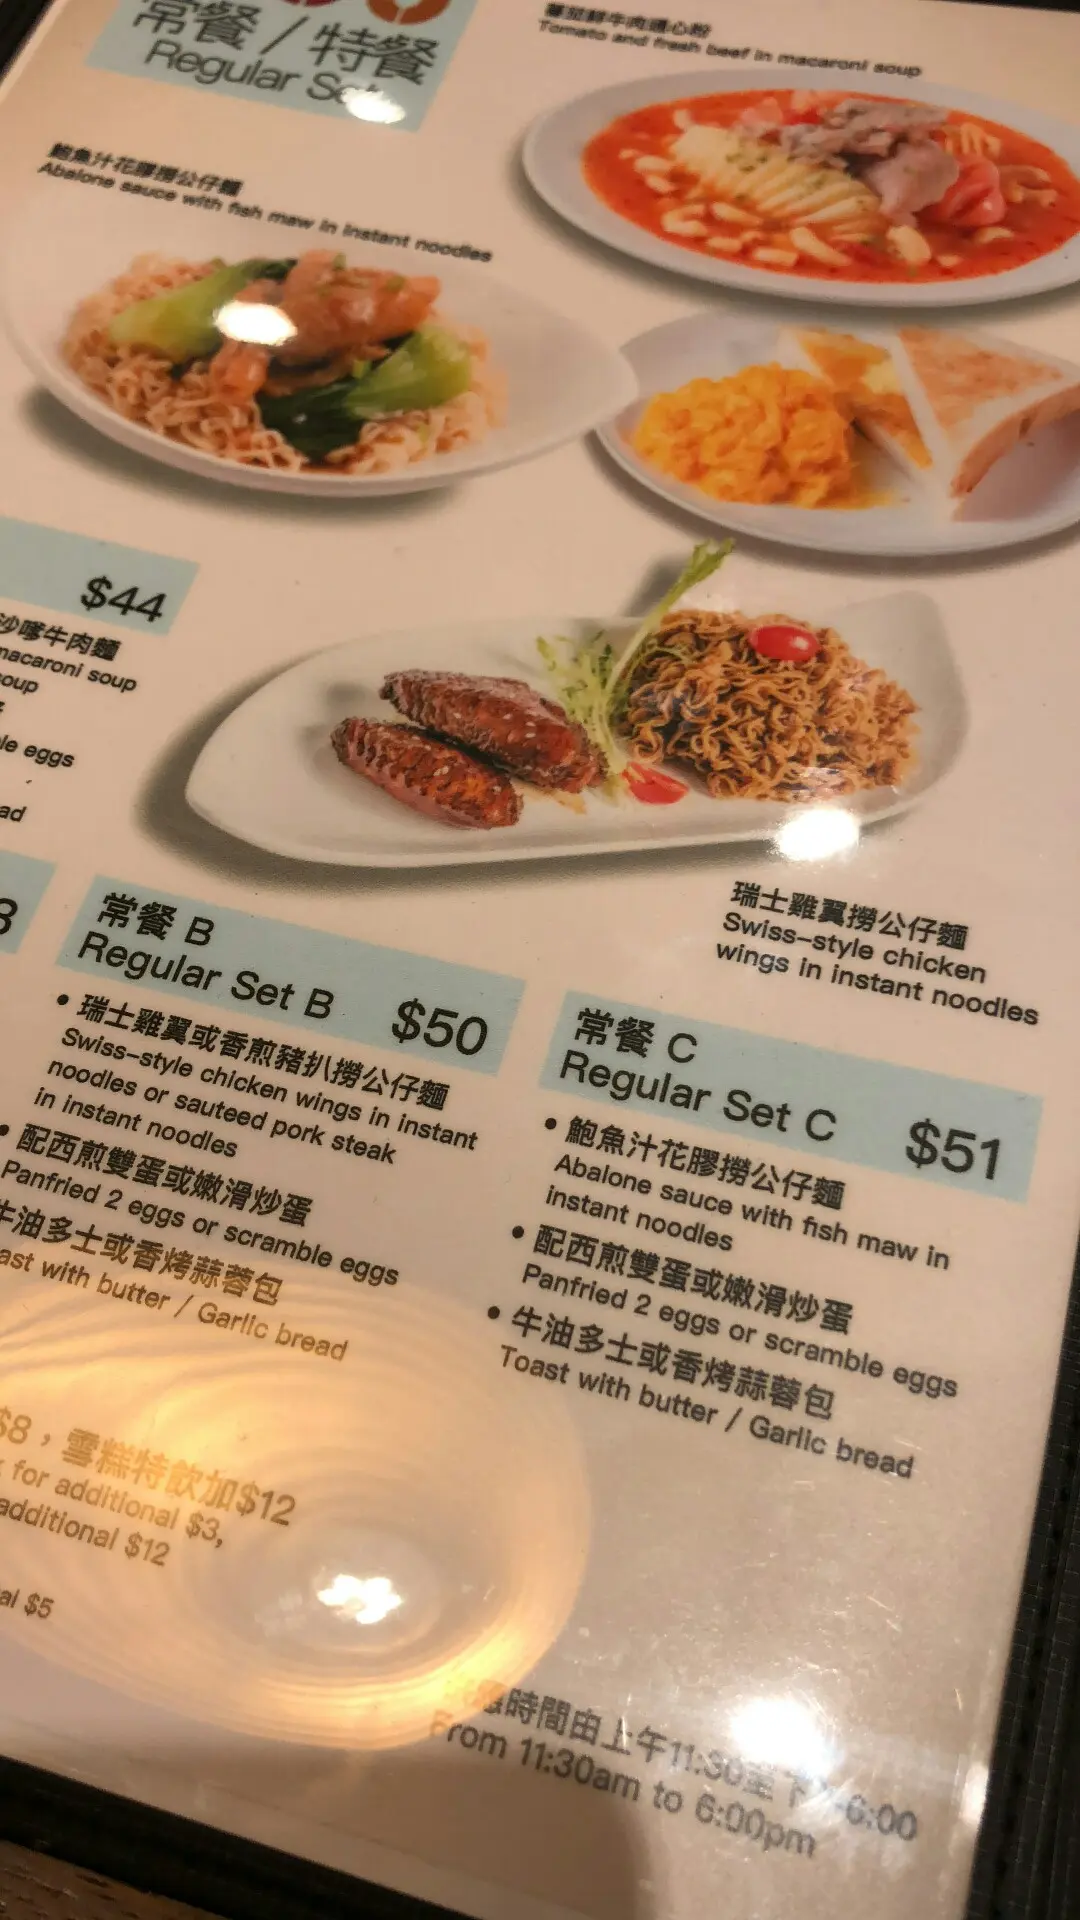 常餐 / 特餐
Regular Set
蕃茄鮮牛肉通心粉
Tomato and fresh beef in macaroni soup
鮑魚汁花膠撈公仔麵
Abalone sauce with fish maw in instant noodles
$44
沙嗲牛肉麵
macaroni soup
soup
eggs
瑞士雞翼撈公仔麵
Swiss-style chicken
wings in instant noodles
常餐 B
Regular Set B $50
• 瑞士雞翼或香煎豬扒撈公仔麵
Swiss-style chicken wings in instant
noodles or sauteed pork steak
in instant noodles
• 配西煎雙蛋或嫩滑炒蛋
Panfried 2 eggs or scramble eggs
牛油多士或香烤蒜蓉包
with butter / Garlic bread
常餐 C
Regular Set C $51
• 鮑魚汁花膠撈公仔麵
Abalone sauce with fish maw in
instant noodles
• 配西煎雙蛋或嫩滑炒蛋
Panfried 2 eggs or scramble eggs
• 牛油多士或香烤蒜蓉包
Toast with butter / Garlic bread
$8，雪糕特飲加$12
for additional $3,
additional $12
$5
時間由上午11:30至下 6:00
From 11:30am to 6:00pm